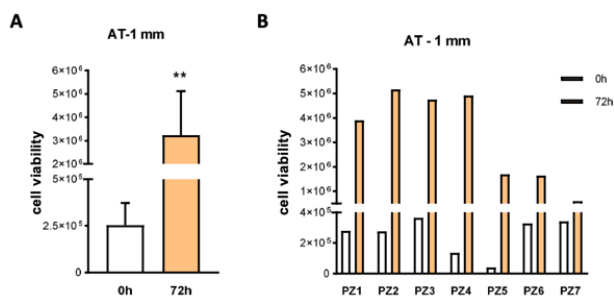 A
AT-1 mm
cell viability
6×10⁶
5×10⁶
4×10⁶
3×10⁶
2×10⁶
5×10⁵
2.5×10⁵
0
**
0h
72h
B
AT - 1 mm
0h
72h
cell viability
6×10⁶
5×10⁶
4×10⁶
3×10⁶
2×10⁶
1×10⁶
4×10⁵
2×10⁵
0
PZ1 PZ2 PZ3 PZ4 PZ5 PZ6 PZ7